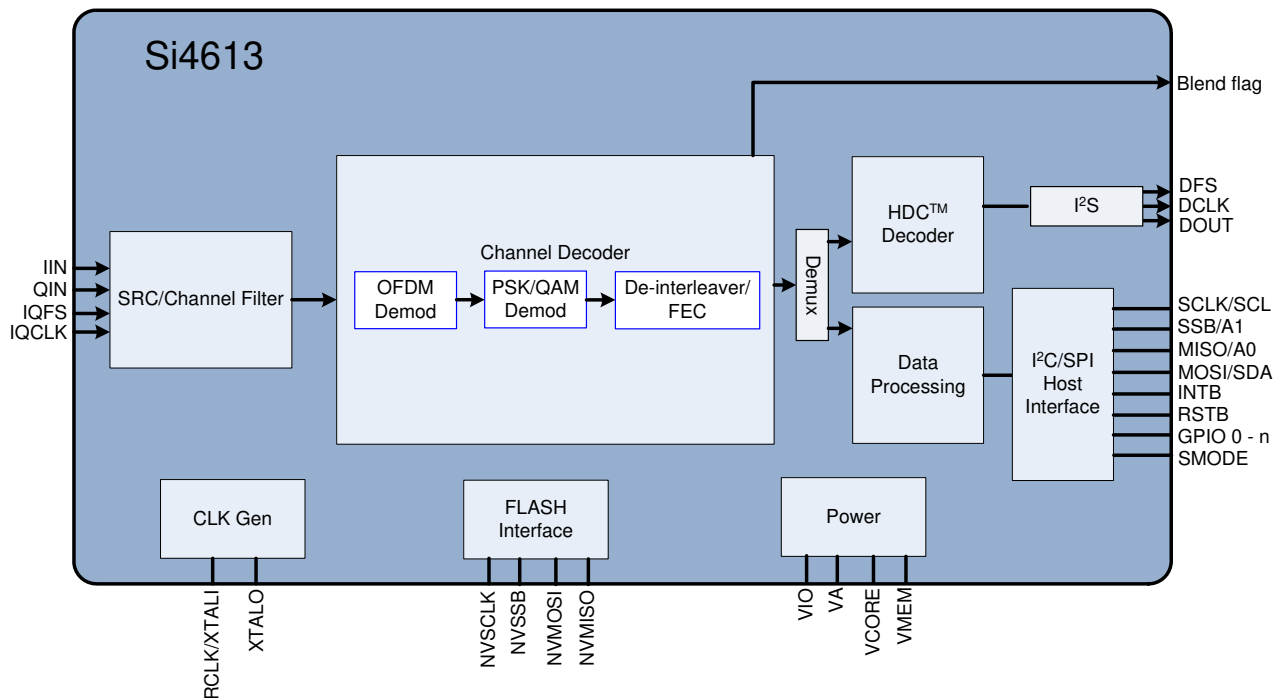 Si4613
Blend flag
IIN
QIN
IQFS
IQCLK
SRC/Channel Filter
Channel Decoder
OFDM
Demod
PSK/QAM
Demod
De-interleaver/
FEC
Demux
HDC™
Decoder
Data
Processing
I²S
DFS
DCLK
DOUT
I²C/SPI
Host
Interface
SCLK/SCL
SSB/A1
MISO/A0
MOSI/SDA
INTB
RSTB
GPIO 0 - n
SMODE
CLK Gen
FLASH
Interface
Power
RCLK/XTALI
XTALO
NVSCLK
NVSSB
NVMOSI
NVMISO
VIO
VA
VCORE
VMEM